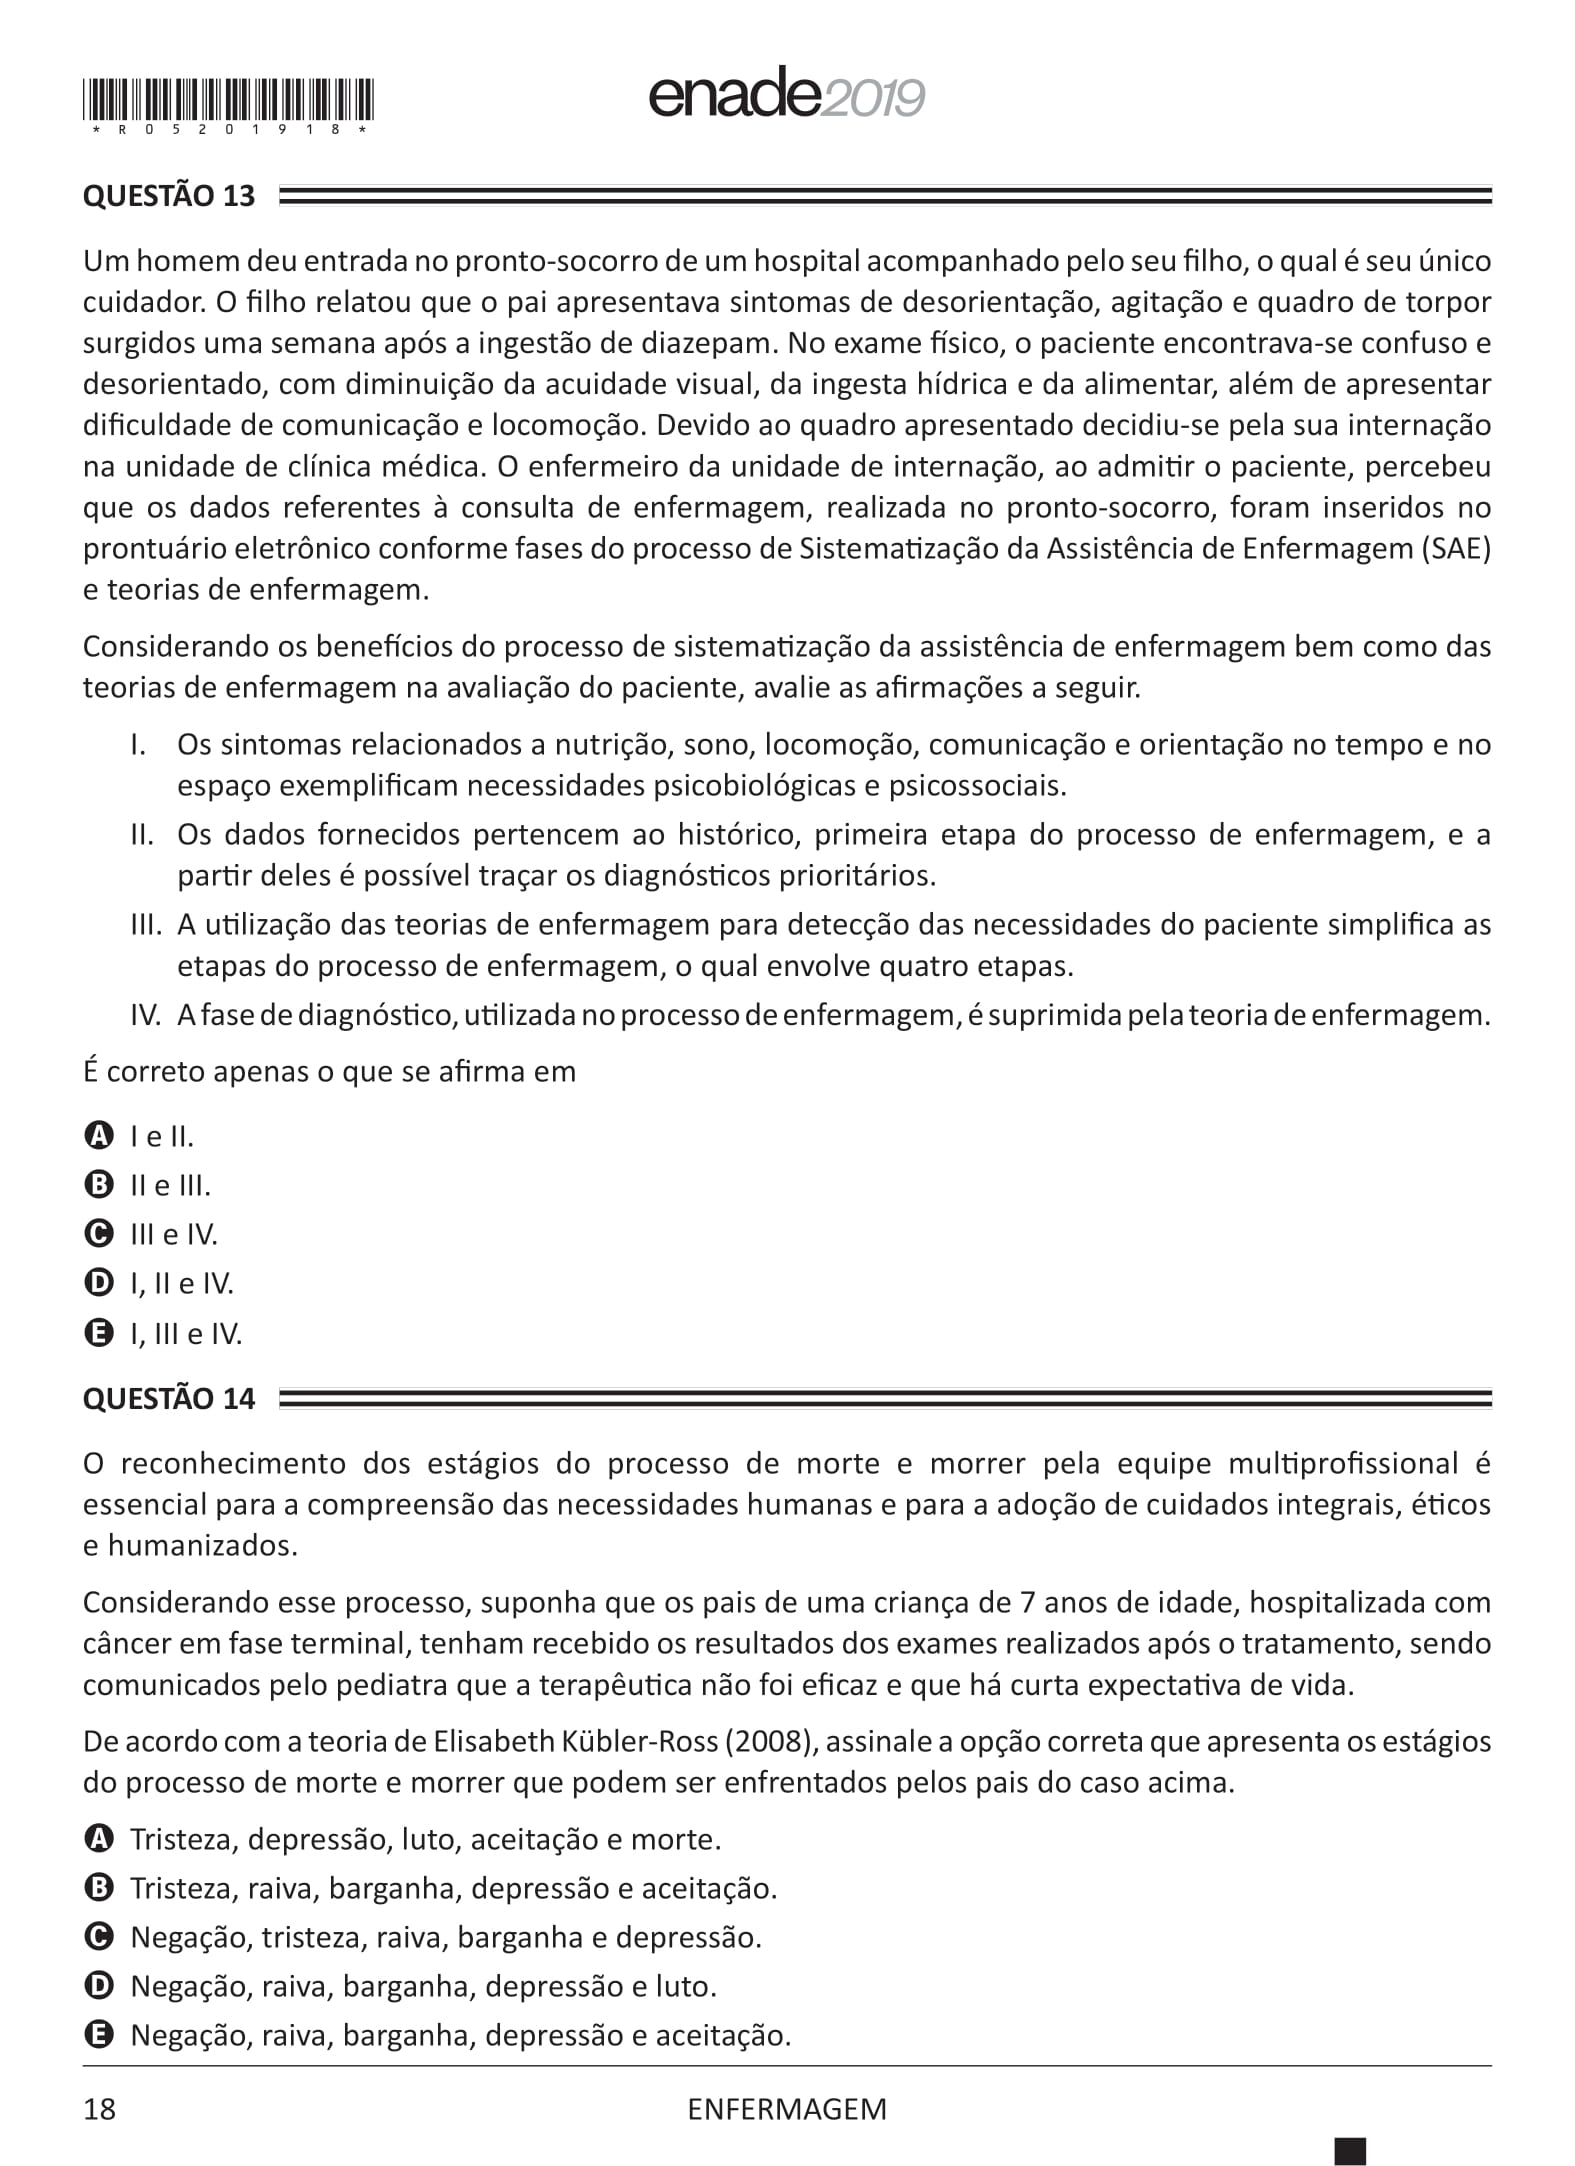 enade2019
*R05201918*
QUESTÃO 13
Um homem deu entrada no pronto-socorro de um hospital acompanhado pelo seu filho, o qual é seu único
cuidador. O filho relatou que o pai apresentava sintomas de desorientação, agitação e quadro de torpor
surgidos uma semana após a ingestão de diazepam. No exame físico, o paciente encontrava-se confuso e
desorientado, com diminuição da acuidade visual, da ingesta hídrica e da alimentar, além de apresentar
dificuldade de comunicação e locomoção. Devido ao quadro apresentado decidiu-se pela sua internação
na unidade de clínica médica. O enfermeiro da unidade de internação, ao admitir o paciente, percebeu
que os dados referentes à consulta de enfermagem, realizada no pronto-socorro, foram inseridos no
prontuário eletrônico conforme fases do processo de Sistematização da Assistência de Enfermagem (SAE)
e teorias de enfermagem.
Considerando os benefícios do processo de sistematização da assistência de enfermagem bem como das
teorias de enfermagem na avaliação do paciente, avalie as afirmações a seguir.
I. Os sintomas relacionados a nutrição, sono, locomoção, comunicação e orientação no tempo e no
espaço exemplificam necessidades psicobiológicas e psicossociais.
II. Os dados fornecidos pertencem ao histórico, primeira etapa do processo de enfermagem, e a
partir deles é possível traçar os diagnósticos prioritários.
III. A utilização das teorias de enfermagem para detecção das necessidades do paciente simplifica as
etapas do processo de enfermagem, o qual envolve quatro etapas.
IV. A fase de diagnóstico, utilizada no processo de enfermagem, é suprimida pela teoria de enfermagem.
É correto apenas o que se afirma em
A I e II.
B II e III.
C III e IV.
D I, II e IV.
E I, III e IV.
QUESTÃO 14
O reconhecimento dos estágios do processo de morte e morrer pela equipe multiprofissional é
essencial para a compreensão das necessidades humanas e para a adoção de cuidados integrais, éticos
e humanizados.
Considerando esse processo, suponha que os pais de uma criança de 7 anos de idade, hospitalizada com
câncer em fase terminal, tenham recebido os resultados dos exames realizados após o tratamento, sendo
comunicados pelo pediatra que a terapêutica não foi eficaz e que há curta expectativa de vida.
De acordo com a teoria de Elisabeth Kübler-Ross (2008), assinale a opção correta que apresenta os estágios
do processo de morte e morrer que podem ser enfrentados pelos pais do caso acima.
A Tristeza, depressão, luto, aceitação e morte.
B Tristeza, raiva, barganha, depressão e aceitação.
C Negação, tristeza, raiva, barganha e depressão.
D Negação, raiva, barganha, depressão e luto.
E Negação, raiva, barganha, depressão e aceitação.
18
ENFERMAGEM